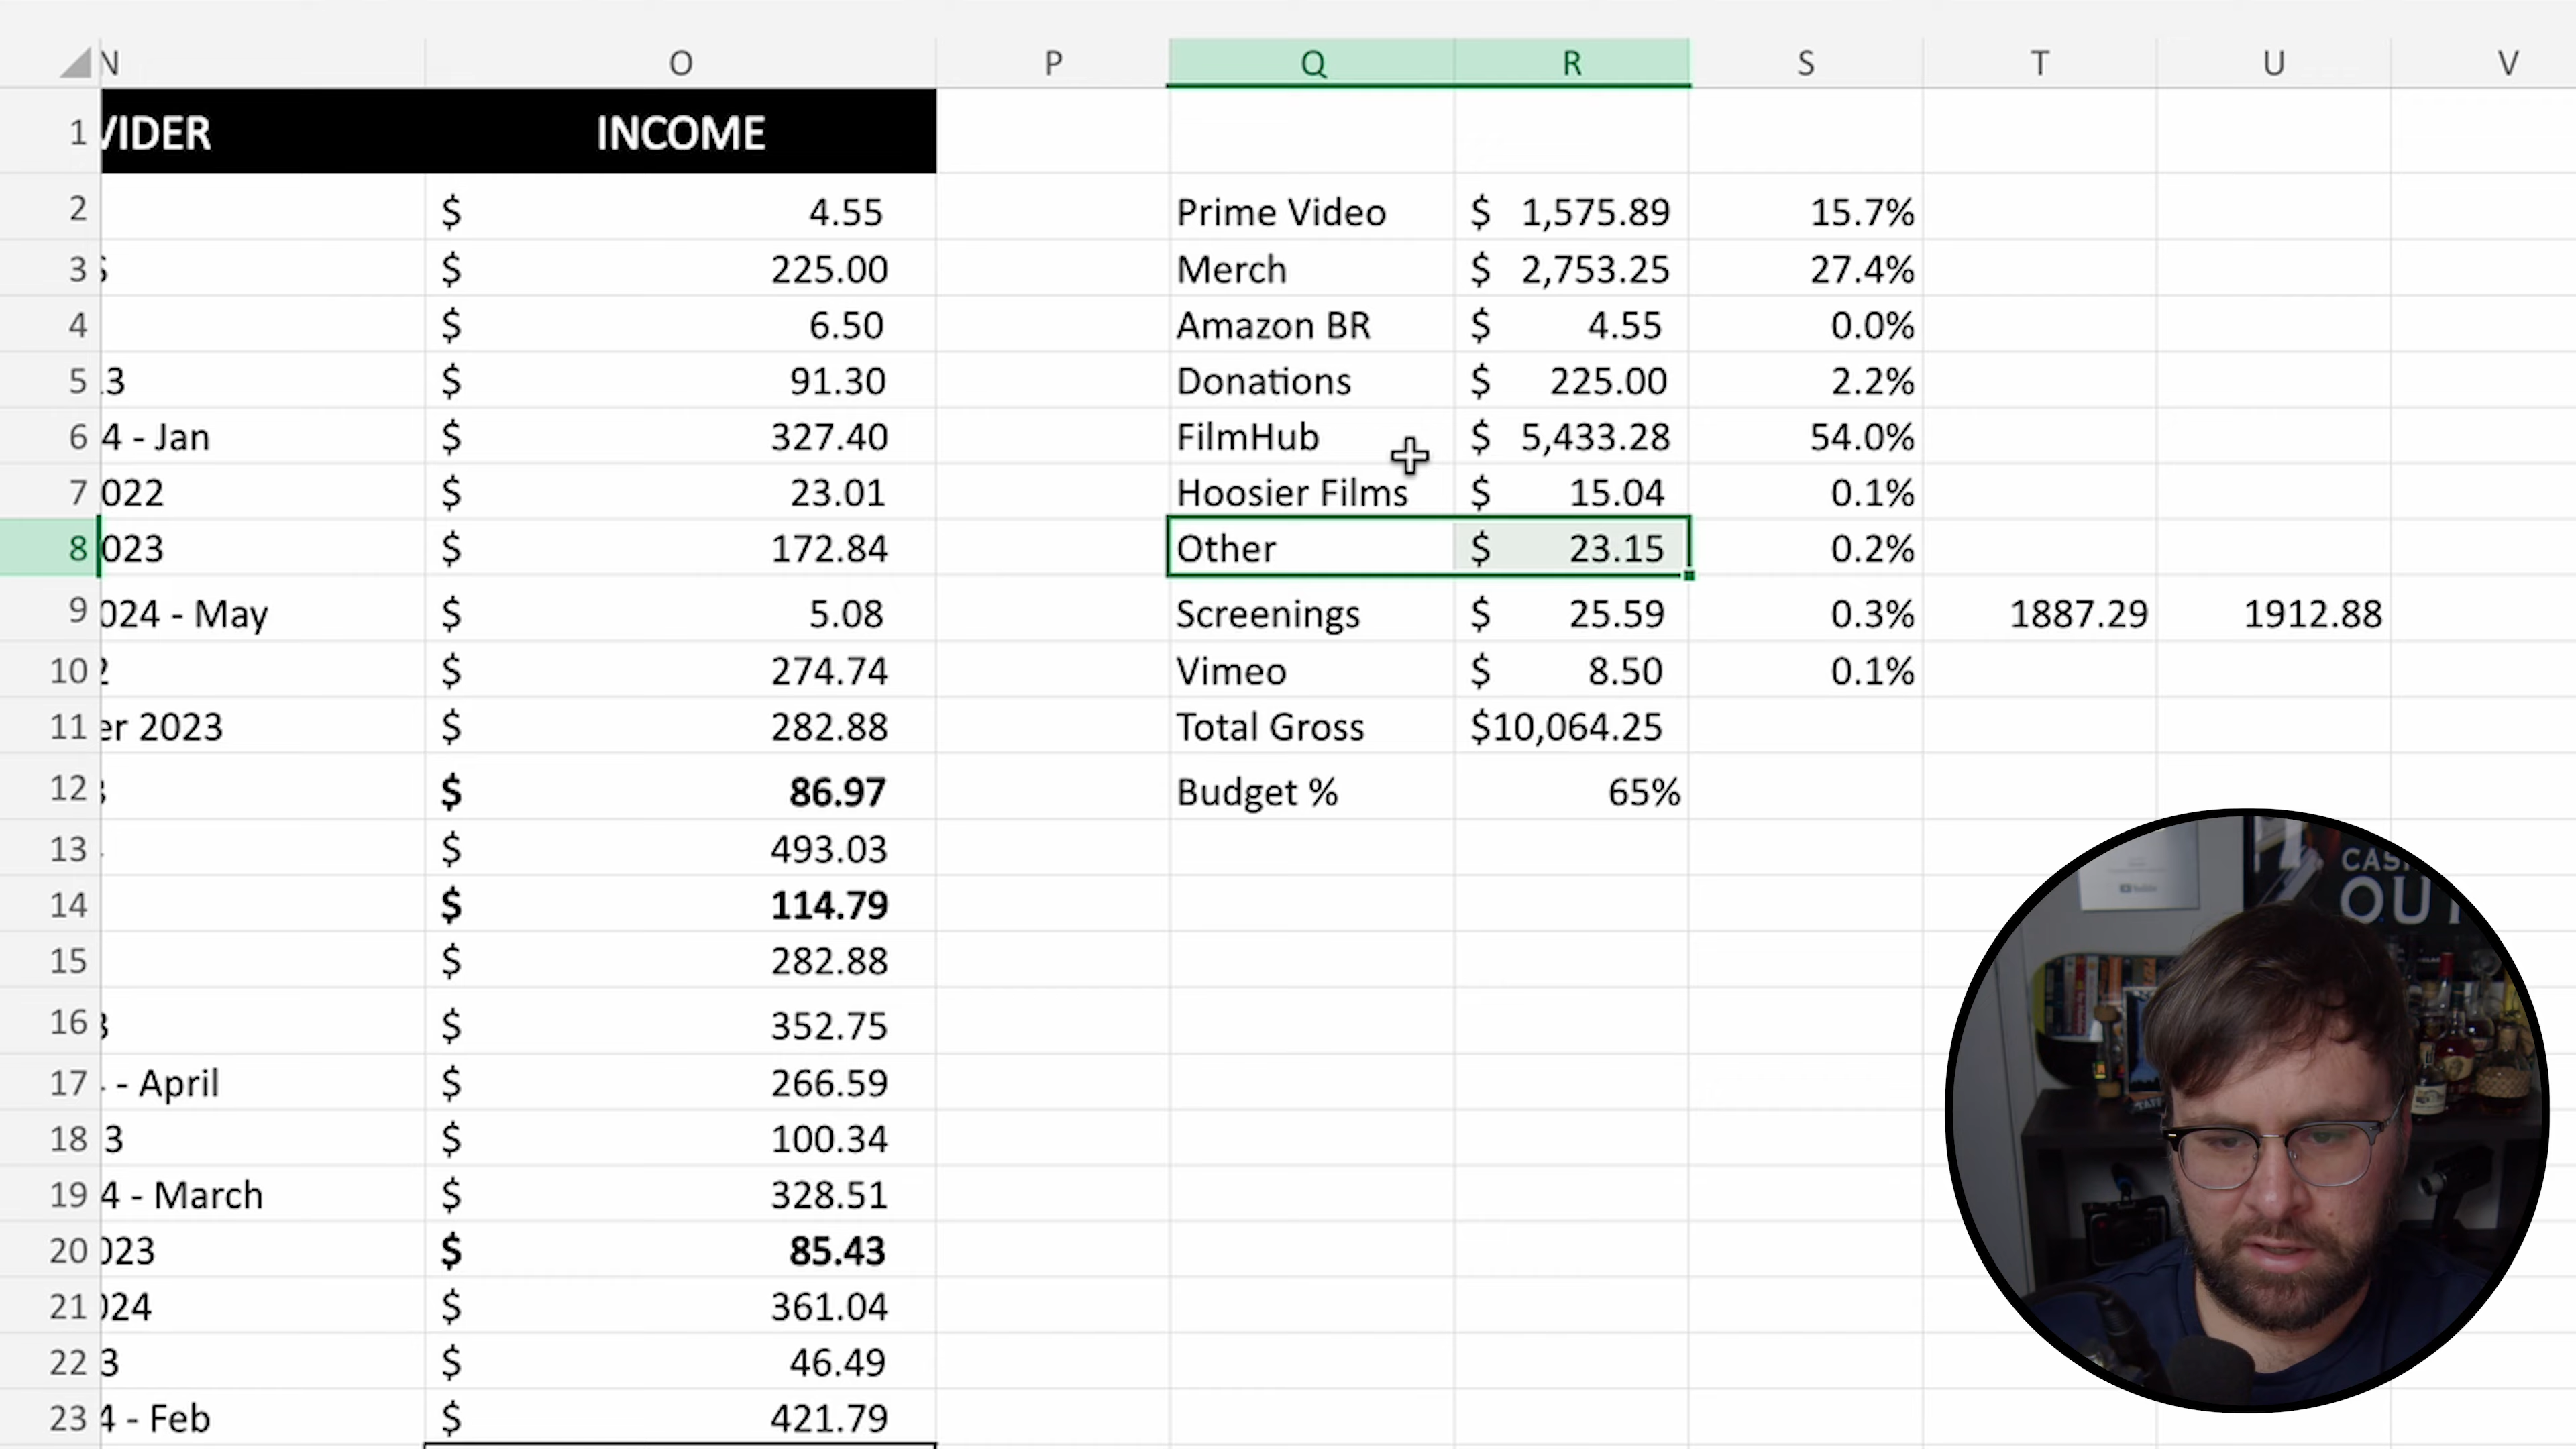 N O P Q R S T U V
1 VIDER INCOME
2 $ 4.55 Prime Video $ 1,575.89 15.7%
3 $ 225.00 Merch $ 2,753.25 27.4%
4 $ 6.50 Amazon BR $ 4.55 0.0%
5 13 $ 91.30 Donations $ 225.00 2.2%
6 4 - Jan $ 327.40 FilmHub $ 5,433.28 54.0%
7 022 $ 23.01 Hoosier Films $ 15.04 0.1%
8 023 $ 172.84 Other $ 23.15 0.2%
9 024 - May $ 5.08 Screenings $ 25.59 0.3% 1887.29 1912.88
10 2 $ 274.74 Vimeo $ 8.50 0.1%
11 er 2023 $ 282.88 Total Gross $10,064.25
12 $ 86.97 Budget % 65%
13 $ 493.03
14 $ 114.79
15 $ 282.88
16 $ 352.75
17 - April $ 266.59
18 3 $ 100.34
19 4 - March $ 328.51
20 023 $ 85.43
21 024 $ 361.04
22 3 $ 46.49
23 4 - Feb $ 421.79
OUT